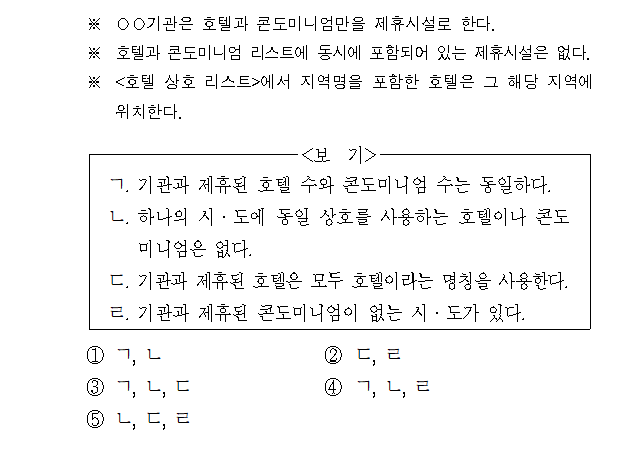 ※ ○○기관은 호텔과 콘도미니엄만을 제휴시설로 한다.
※ 호텔과 콘도미니엄 리스트에 동시에 포함되어 있는 제휴시설은 없다.
※ <호텔 상호 리스트>에서 지역명을 포함한 호텔은 그 해당 지역에
위치한다.
<보 기>
ㄱ. 기관과 제휴된 호텔 수와 콘도미니엄 수는 동일하다.
ㄴ. 하나의 시·도에 동일 상호를 사용하는 호텔이나 콘도
미니엄은 없다.
ㄷ. 기관과 제휴된 호텔은 모두 호텔이라는 명칭을 사용한다.
ㄹ. 기관과 제휴된 콘도미니엄이 없는 시·도가 있다.
① ㄱ, ㄴ ② ㄷ, ㄹ
③ ㄱ, ㄴ, ㄷ ④ ㄱ, ㄴ, ㄹ
⑤ ㄴ, ㄷ, ㄹ